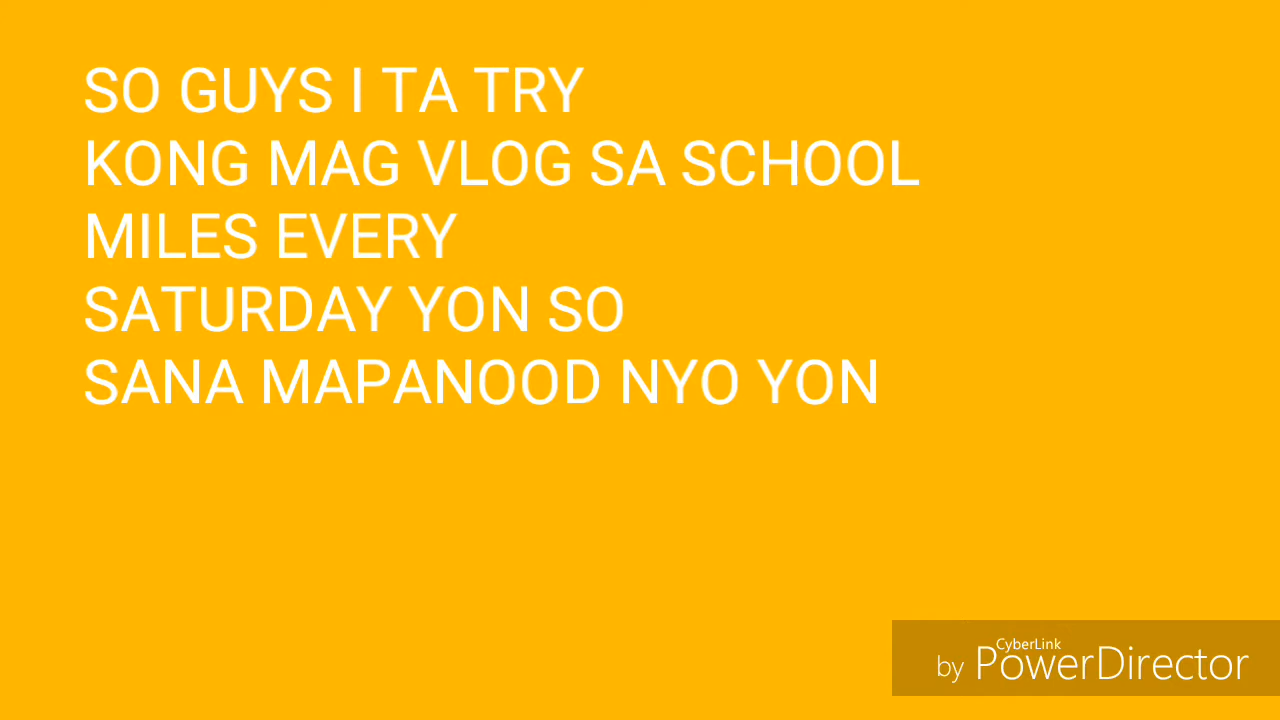 SO GUYS I TA TRY
KONG MAG VLOG SA SCHOOL
MILES EVERY
SATURDAY YON SO
SANA MAPANOOD NYO YON
CyberLink
by PowerDirector